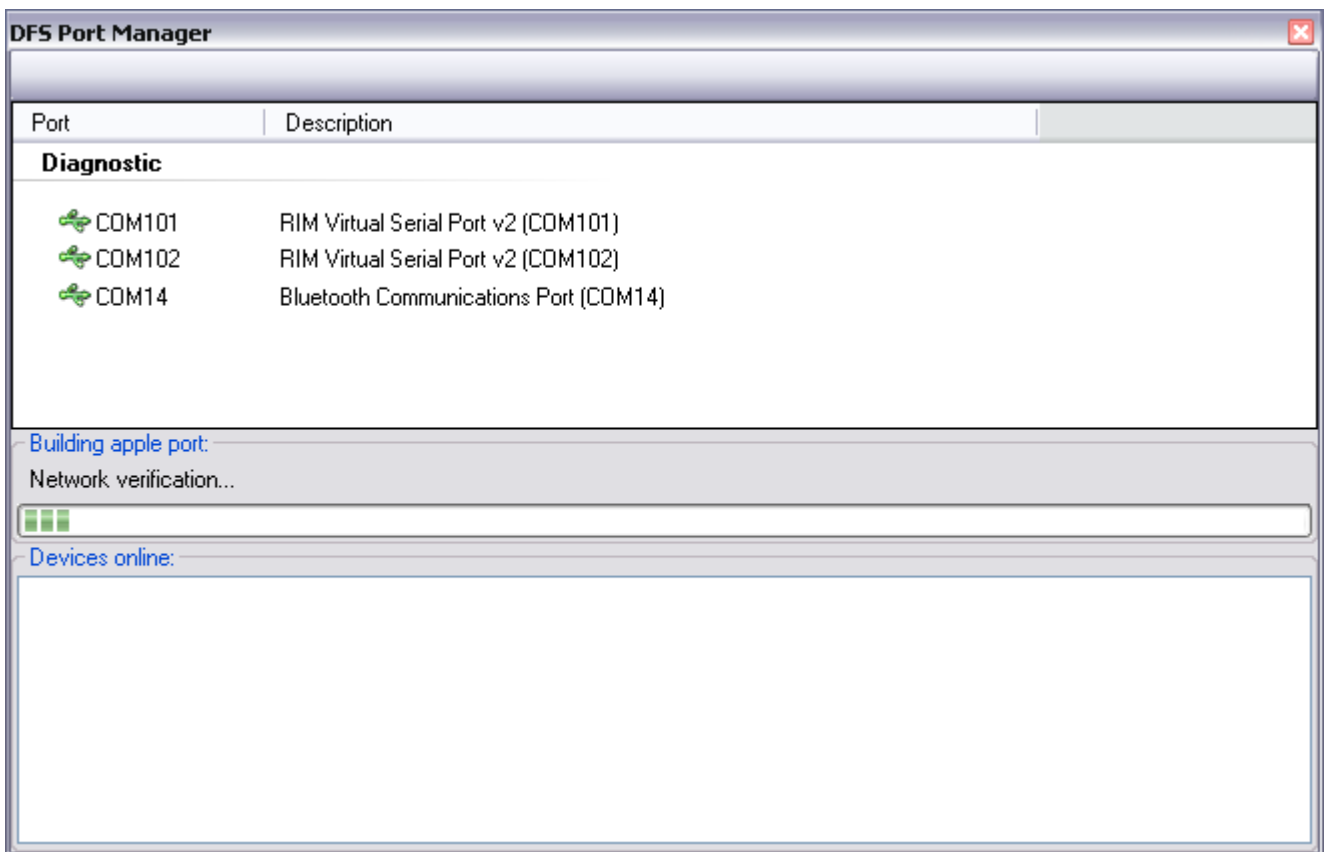 DFS Port Manager
Port Description
Diagnostic
COM101 RIM Virtual Serial Port v2 (COM101)
COM102 RIM Virtual Serial Port v2 (COM102)
COM14 Bluetooth Communications Port (COM14)
Building apple port:
Network verification...
Devices online: